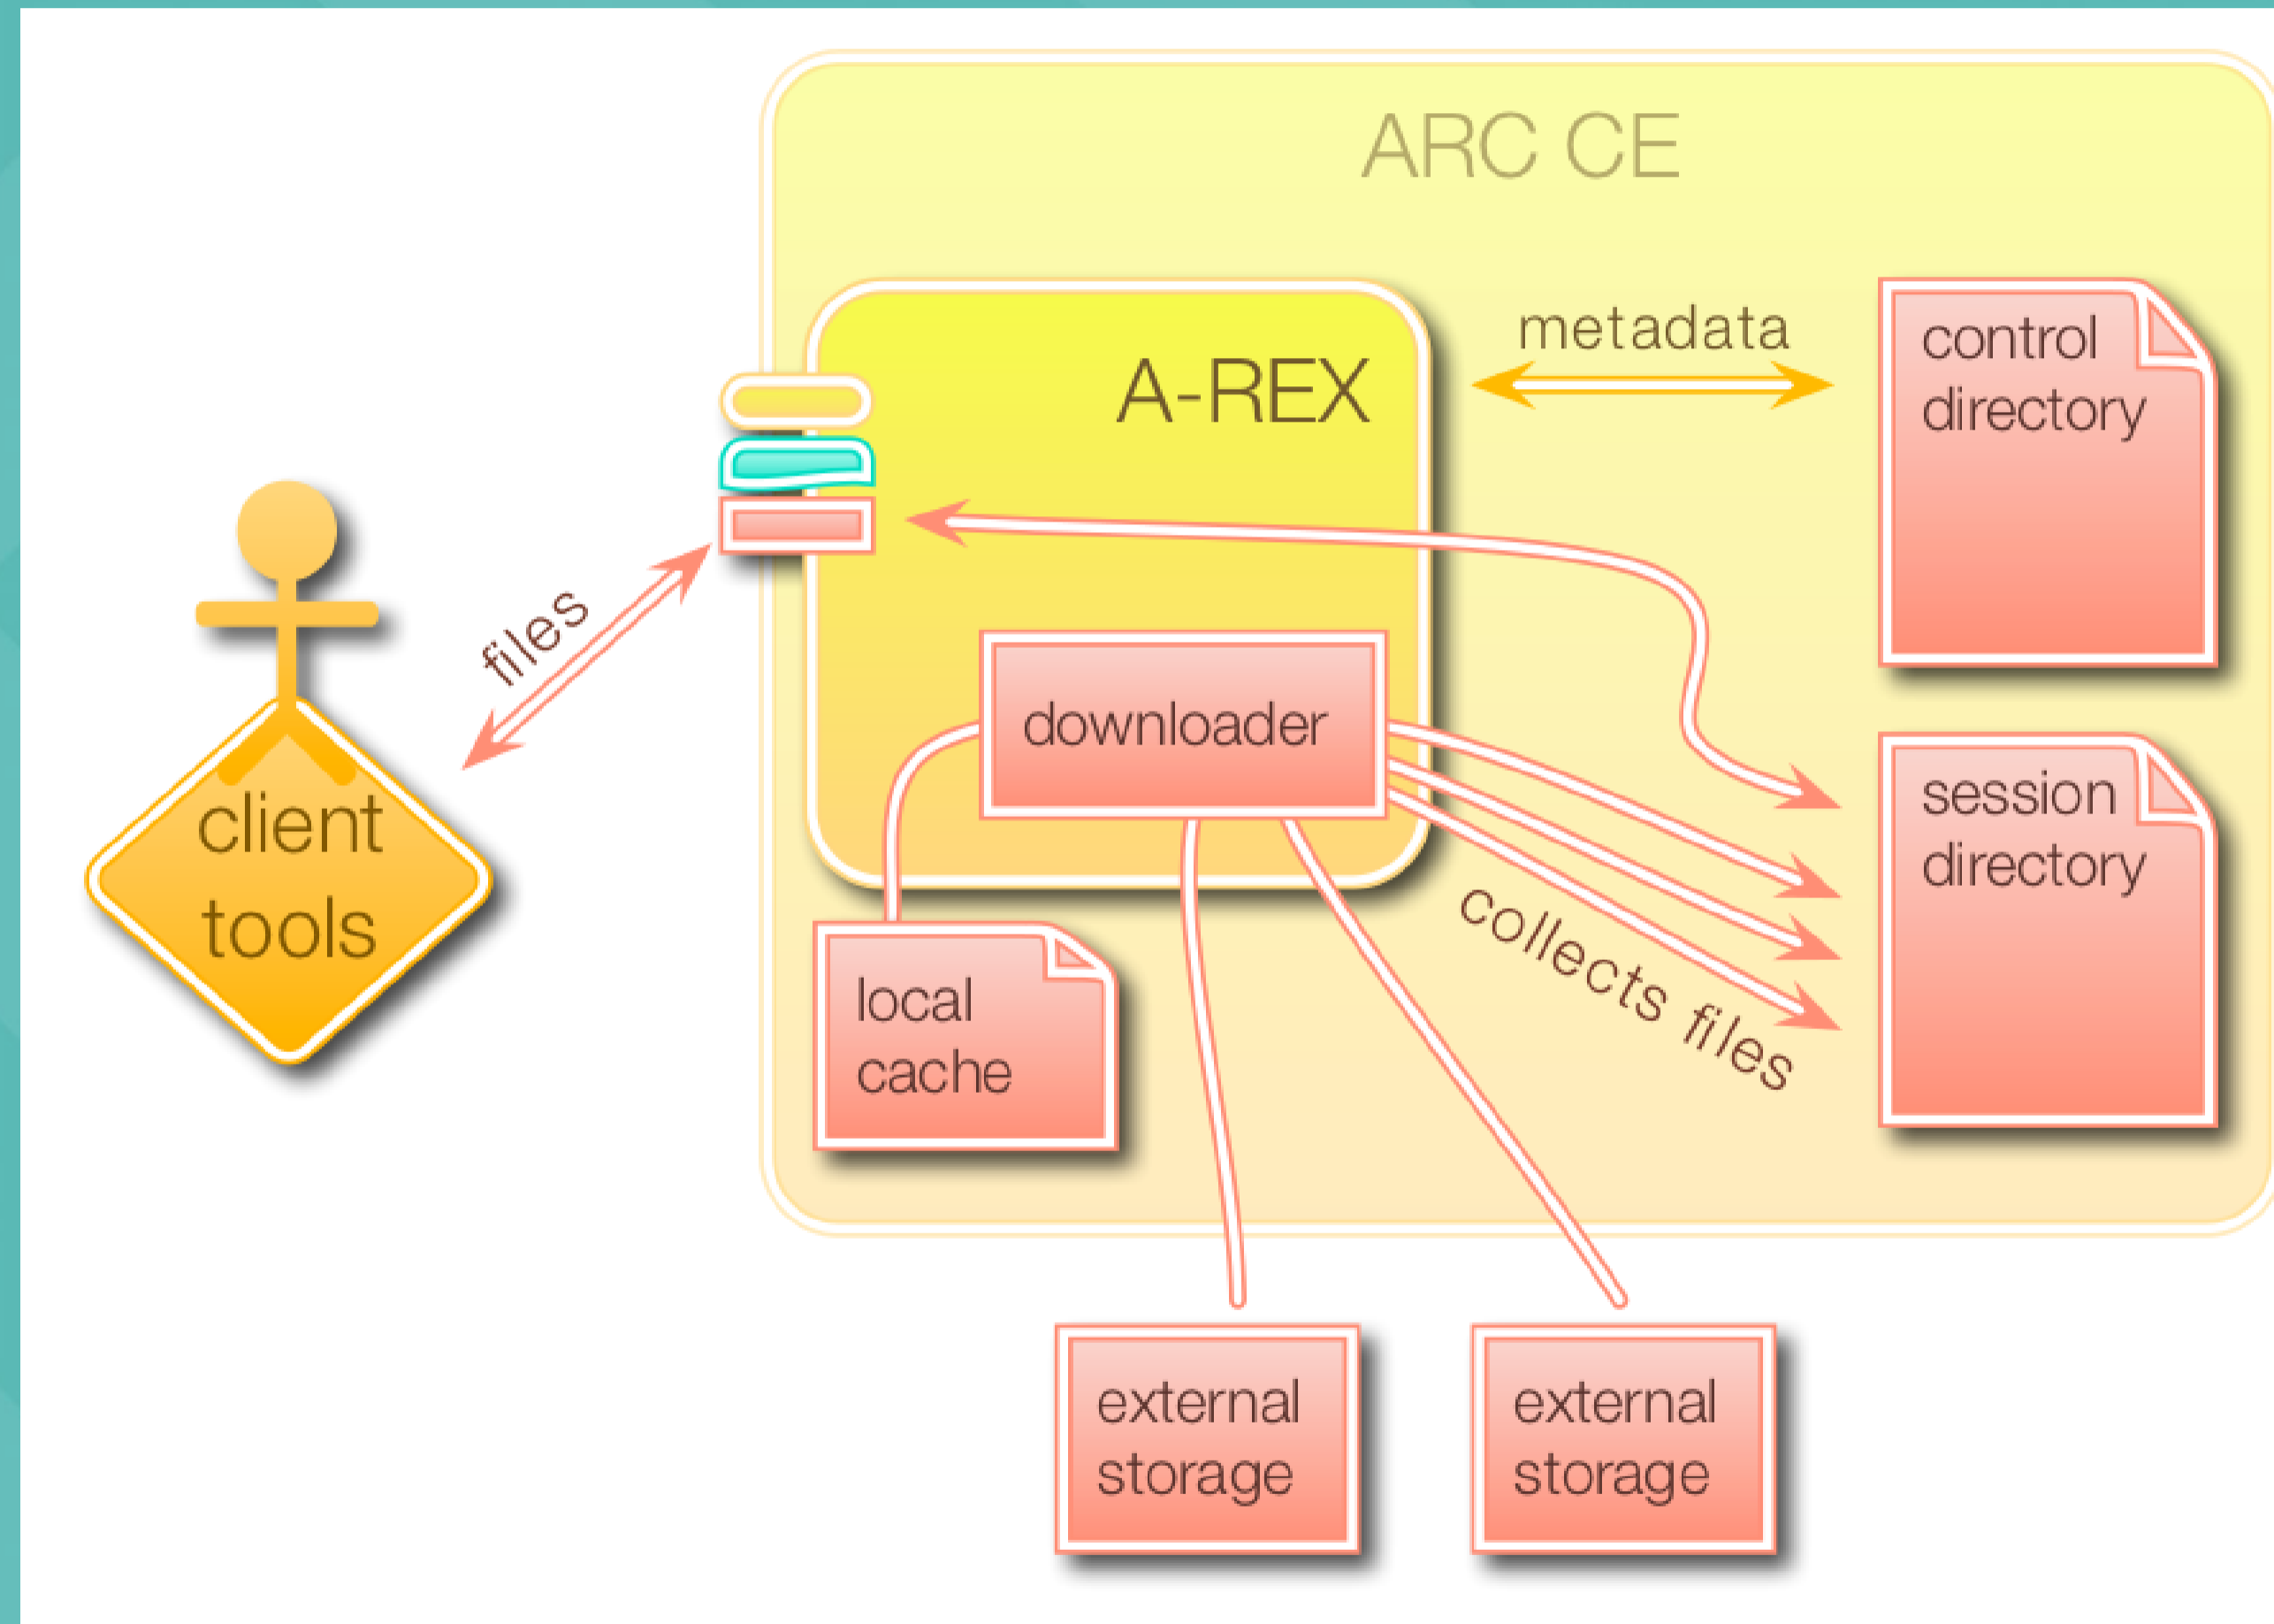 ARC CE
A-REX
metadata
control
directory
files
downloader
session
directory
client
tools
collects files
local
cache
external
storage
external
storage